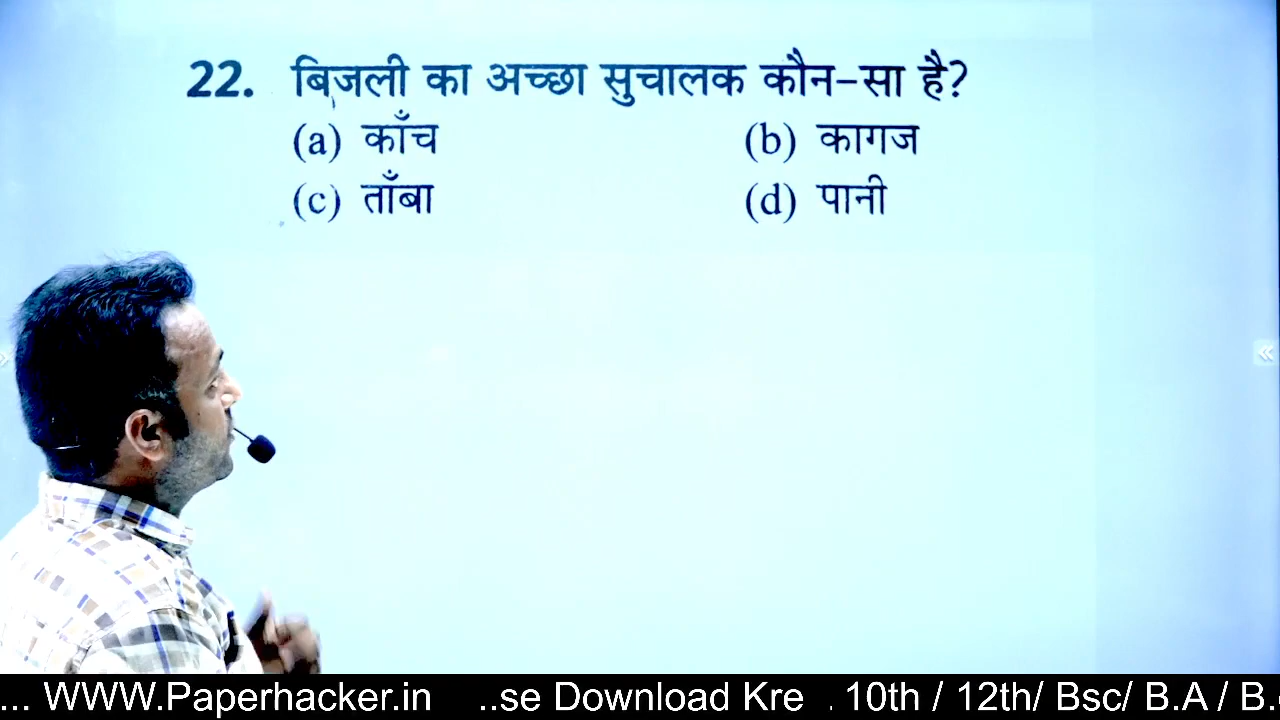 22. बिजली का अच्छा सुचालक कौन-सा है?
(a) काँच (b) कागज
(c) ताँबा (d) पानी
... WWW.Paperhacker.in ..se Download Kre . 10th / 12th/ Bsc/ B.A / B.